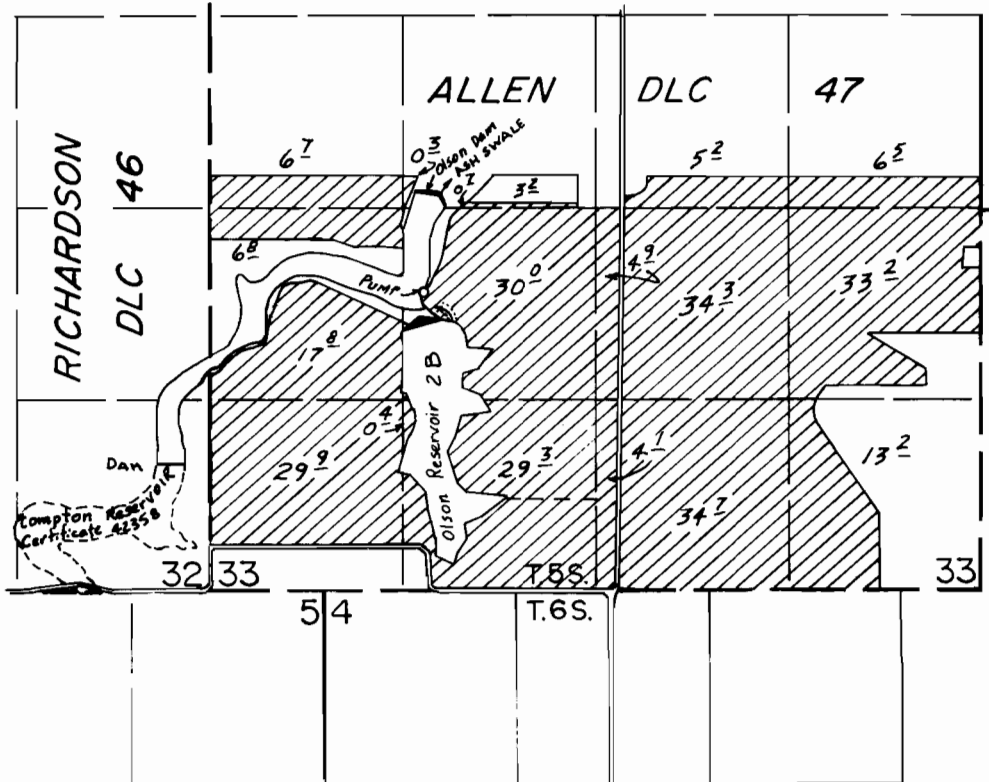 ALLEN DLC 47
RICHARDSON
DLC 46
6 7
0 3
Olson Dam
ASH SWALE
0 2
3 2
5 2
6 5
6 8
PUMP
30 0
4 9
34 3
33 2
17 8
Olson Reservoir 2B
0 4
29 9
29 3
4 1
34 7
13 2
Dam
Compton Reservoir
Certificate 42358
32 33
T5S.
33
5 4
T.6S.